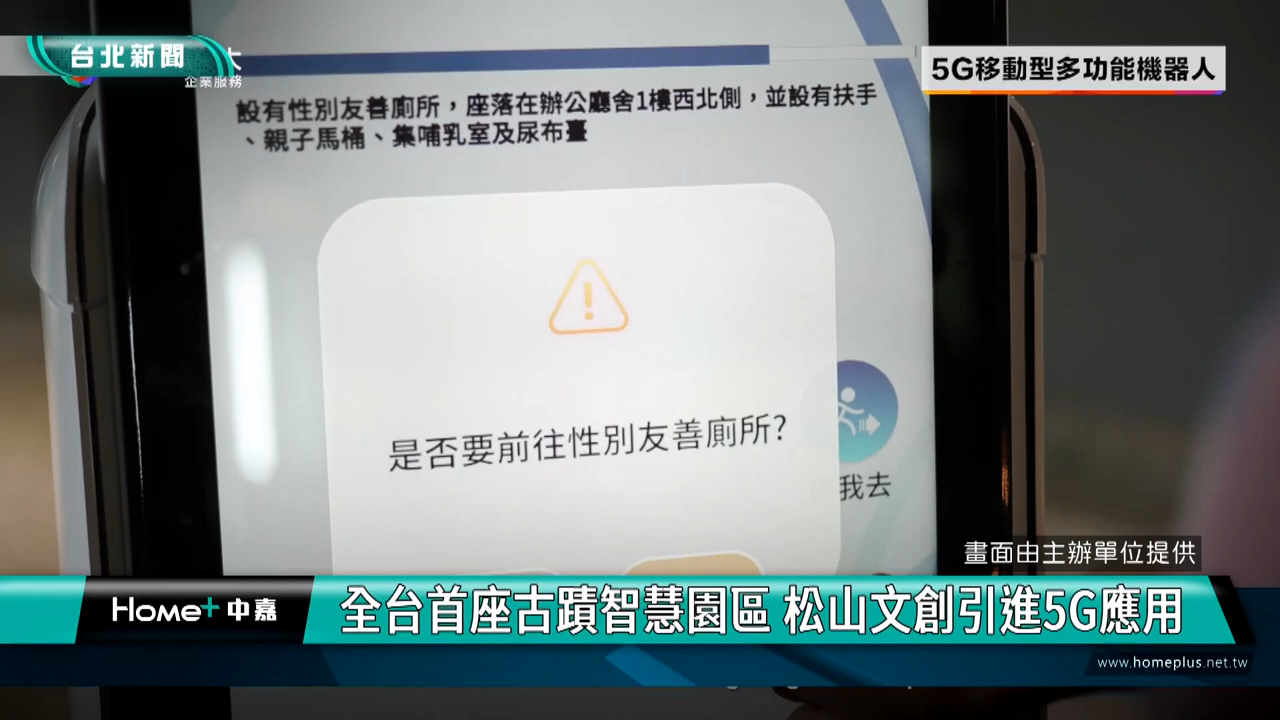 台北新聞
大
企業服務
5G移動型多功能機器人
設有性別友善廁所，座落在辦公廳舍1樓西北側，並設有扶手
、親子馬桶、集哺乳室及尿布臺
是否要前往性別友善廁所?
我去
畫面由主辦單位提供
Home+中嘉
全台首座古蹟智慧園區 松山文創引進5G應用
www.homeplus.net.tw